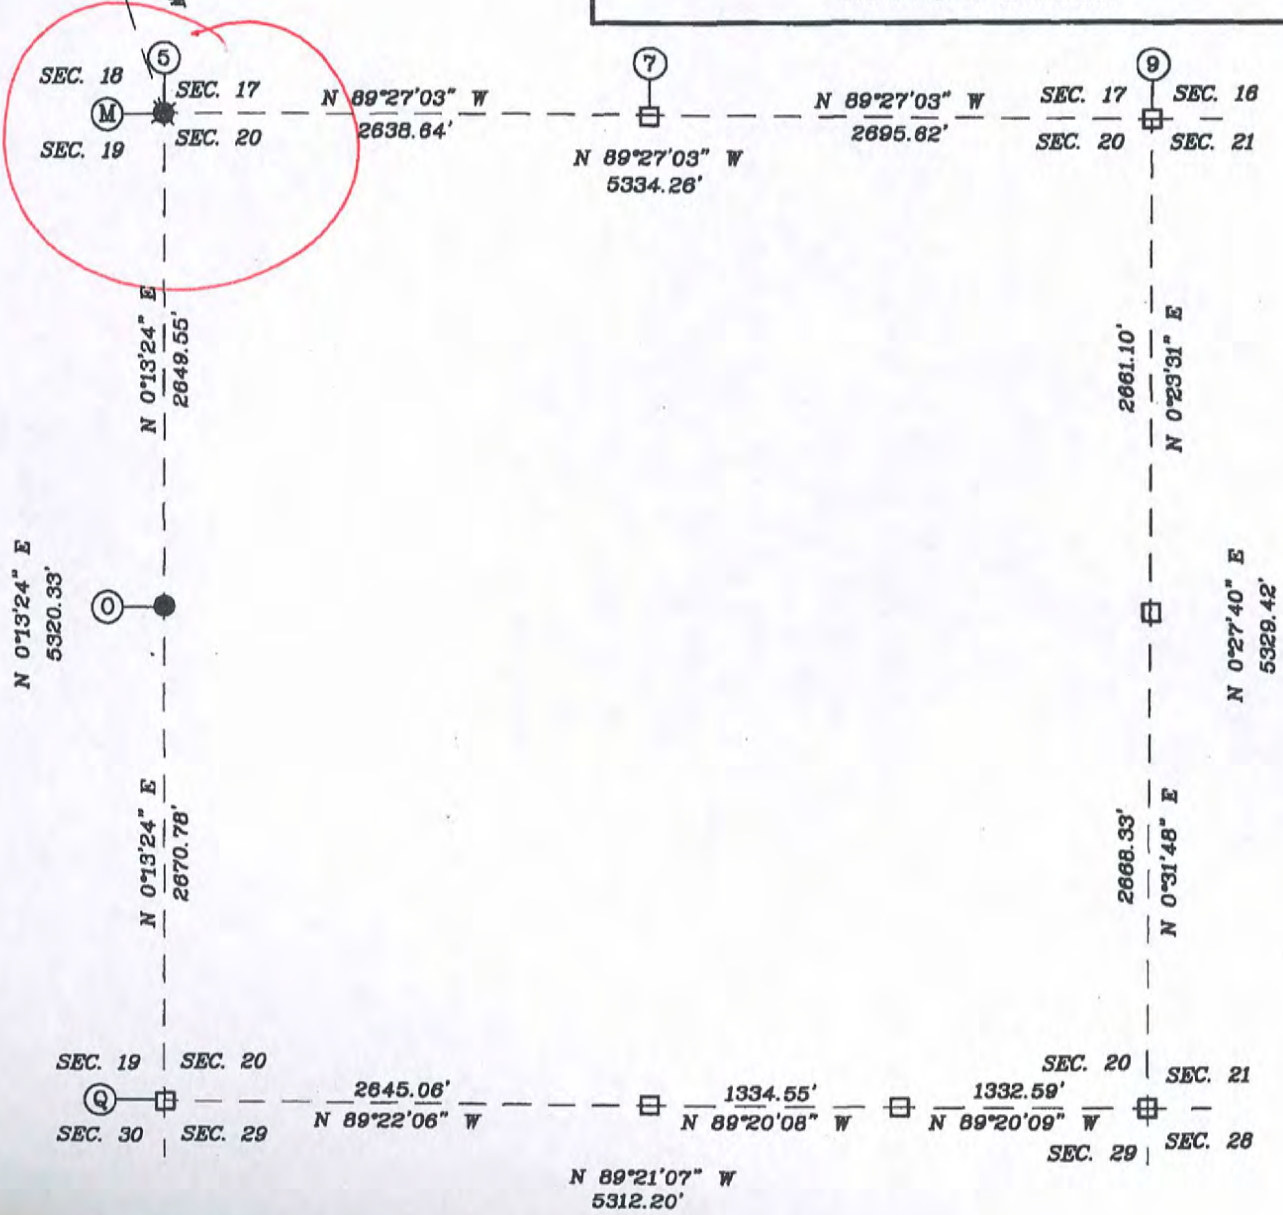 5
7
9
SEC. 18
SEC. 17
N 89°27'03" W
N 89°27'03" W
SEC. 17
SEC. 16
M
2638.64'
2695.62'
SEC. 19
SEC. 20
SEC. 20
SEC. 21
N 89°27'03" W
5334.26'
N 0°13'24" E
2649.55'
2661.10'
N 0°23'31" E
N 0°13'24" E
5320.33'
O
N 0°27'40" E
5329.42'
N 0°13'24" E
2670.78'
2668.33'
N 0°31'48" E
SEC. 19
SEC. 20
SEC. 20
SEC. 21
Q
2645.06'
1334.55'
1332.59'
N 89°22'06" W
N 89°20'08" W
N 89°20'09" W
SEC. 30
SEC. 29
SEC. 29
SEC. 28
N 89°21'07" W
5312.20'